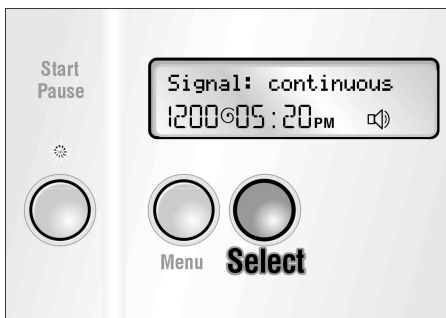 Start
Pause
Signal: continuous
1200 05:20PM
Menu
Select